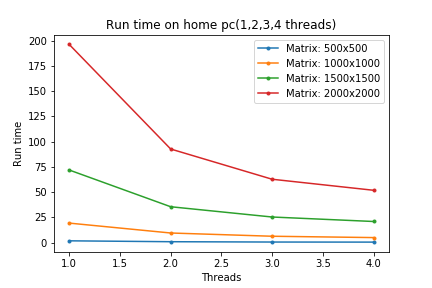 Run time on home pc(1,2,3,4 threads)
Matrix: 500x500
Matrix: 1000x1000
Matrix: 1500x1500
Matrix: 2000x2000
Run time
200
175
150
125
100
75
50
25
0
1.0 1.5 2.0 2.5 3.0 3.5 4.0
Threads